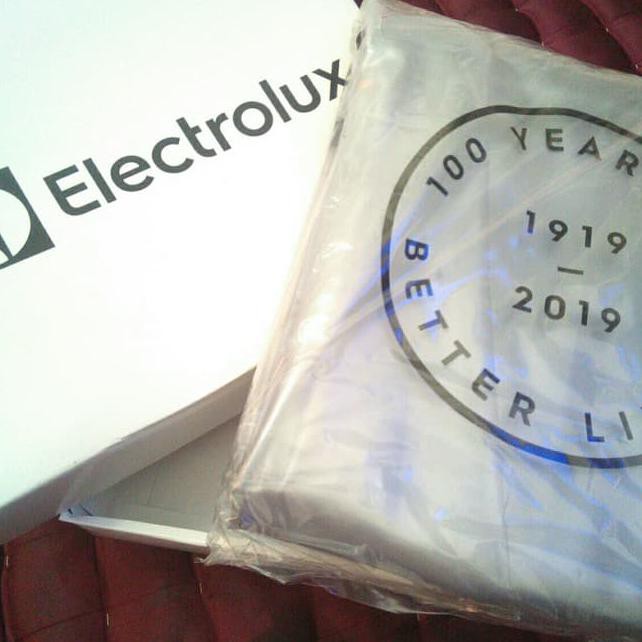 Electrolux
100 YEAR
1919
—
2019
BETTER LI